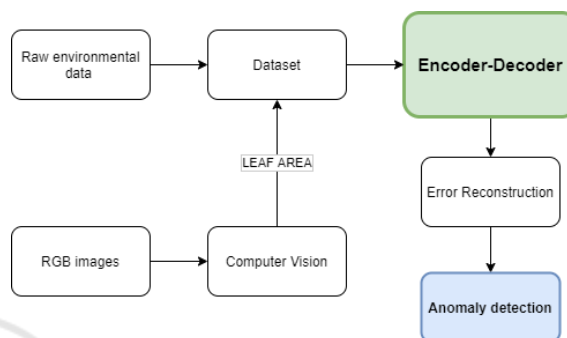 Raw environmental
data
Dataset
Encoder-Decoder
LEAF AREA
Error Reconstruction
RGB images
Computer Vision
Anomaly detection